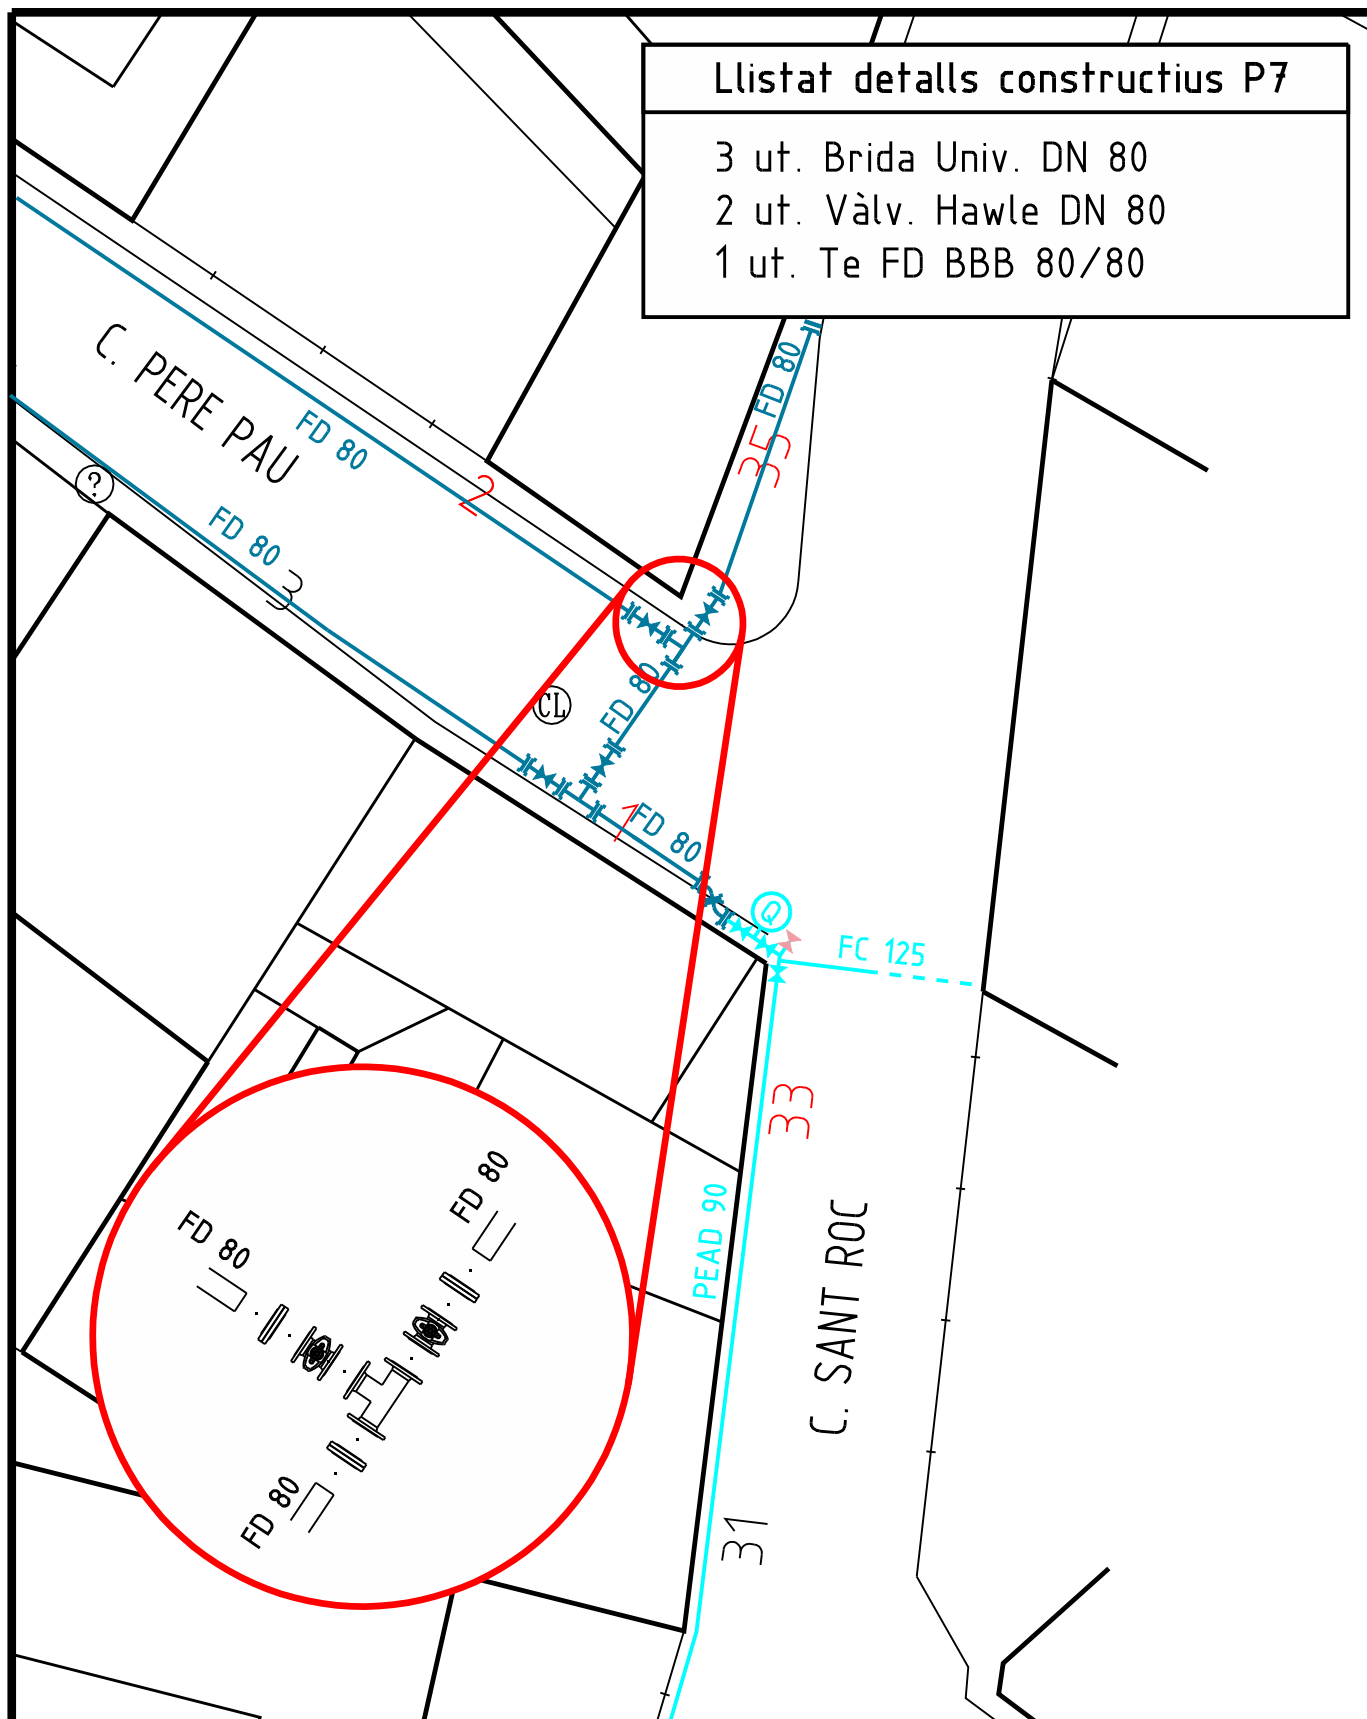 Llistat detalls constructius P7
3 ut. Brida Univ. DN 80
2 ut. Vàlv. Hawle DN 80
1 ut. Te FD BBB 80/80
C. PERE PAU
FD 80
FD 80
35
2
?
FD 80
3
FD 80
CL
1
FD 80
Q
FC 125
33
PEAD 90
C. SANT ROC
FD 80
FD 80
FD 80
31